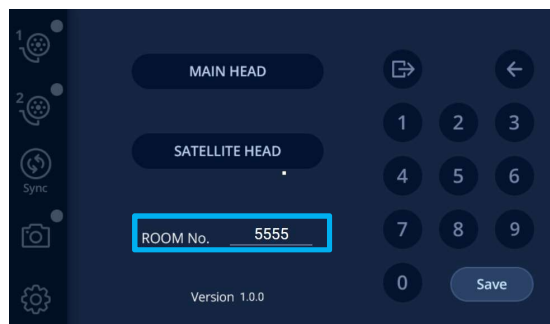 1
2
Sync
MAIN HEAD
SATELLITE HEAD
ROOM No. 5555
Version 1.0.0
1 2 3
4 5 6
7 8 9
0 Save